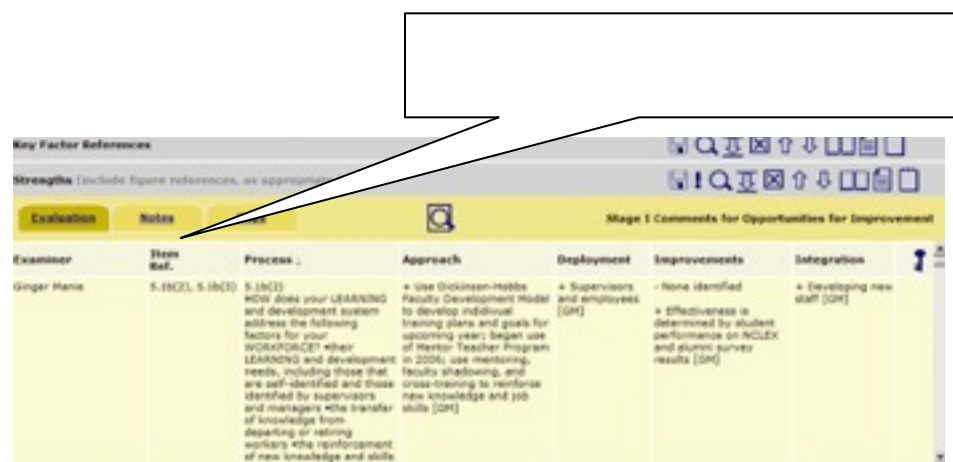 Key Factor References
Strengths (include figure references, as appropriate
Evaluation Notes
Stage I Comments for Opportunities for Improvement
Examiner Item Ref. Process Approach Deployment Improvements Integration
Ginger Manie
5.1b(2), 5.1b(3)
5.1b(2)
HOW does your LEARNING
and development system
address the following
factors for your
WORKFORCE? •their
LEARNING and development
needs, including those that
are self-identified and those
identified by supervisors
and managers •the transfer
of knowledge from
departing or retiring
workers •the reinforcement
of new knowledge and skills
+ Use Dickinson-Hobbs
Faculty Development Model
to develop indidivual
training plans and goals for
upcoming year; began use
of Mentor Teacher Program
in 2006; use mentoring,
faculty shadowing, and
cross-training to reinforce
new knowledge and job
skills [GM]
+ Supervisors
and employees
[GM]
- None identified
+ Effectiveness is
determined by student
performance on NCLEX
and alumni survey
results [GM]
+ Developing new
staff [GM]